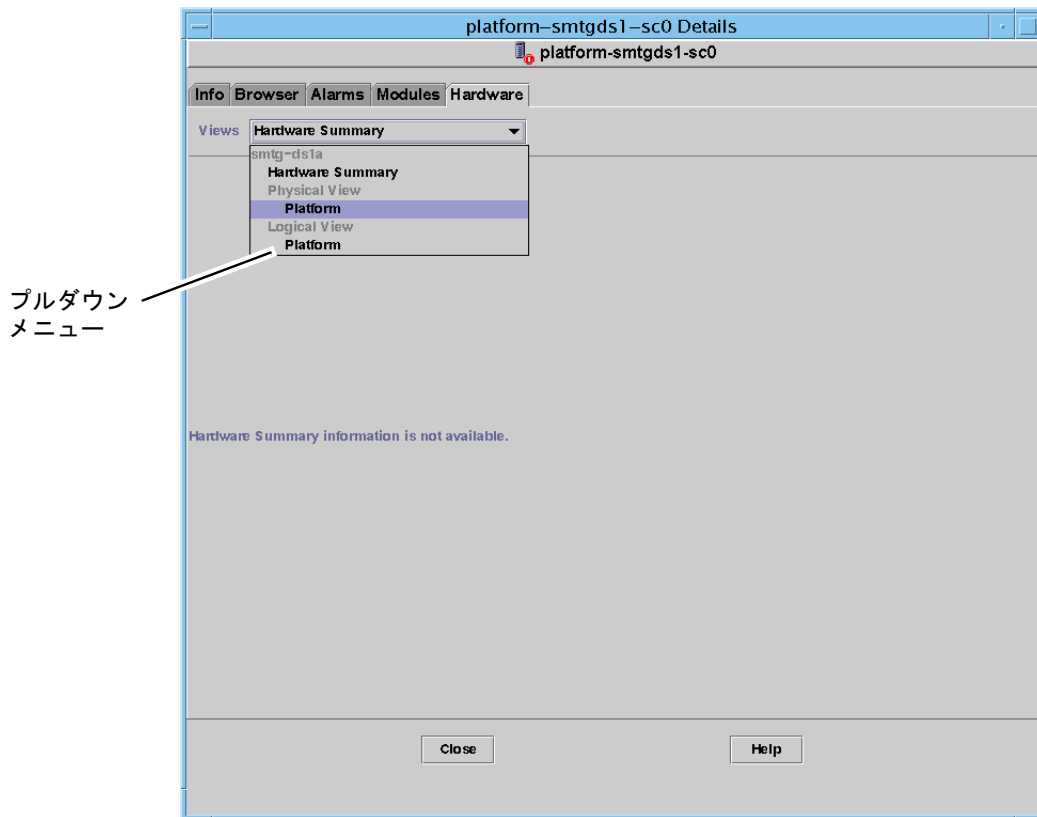 platform–smtgds1–sc0 Details
platform-smtgds1-sc0
Info Browser Alarms Modules Hardware
Views Hardware Summary
smtg-ds1a
Hardware Summary
Physical View
Platform
Logical View
Platform
プルダウン
メニュー
Hardware Summary information is not available.
Close Help